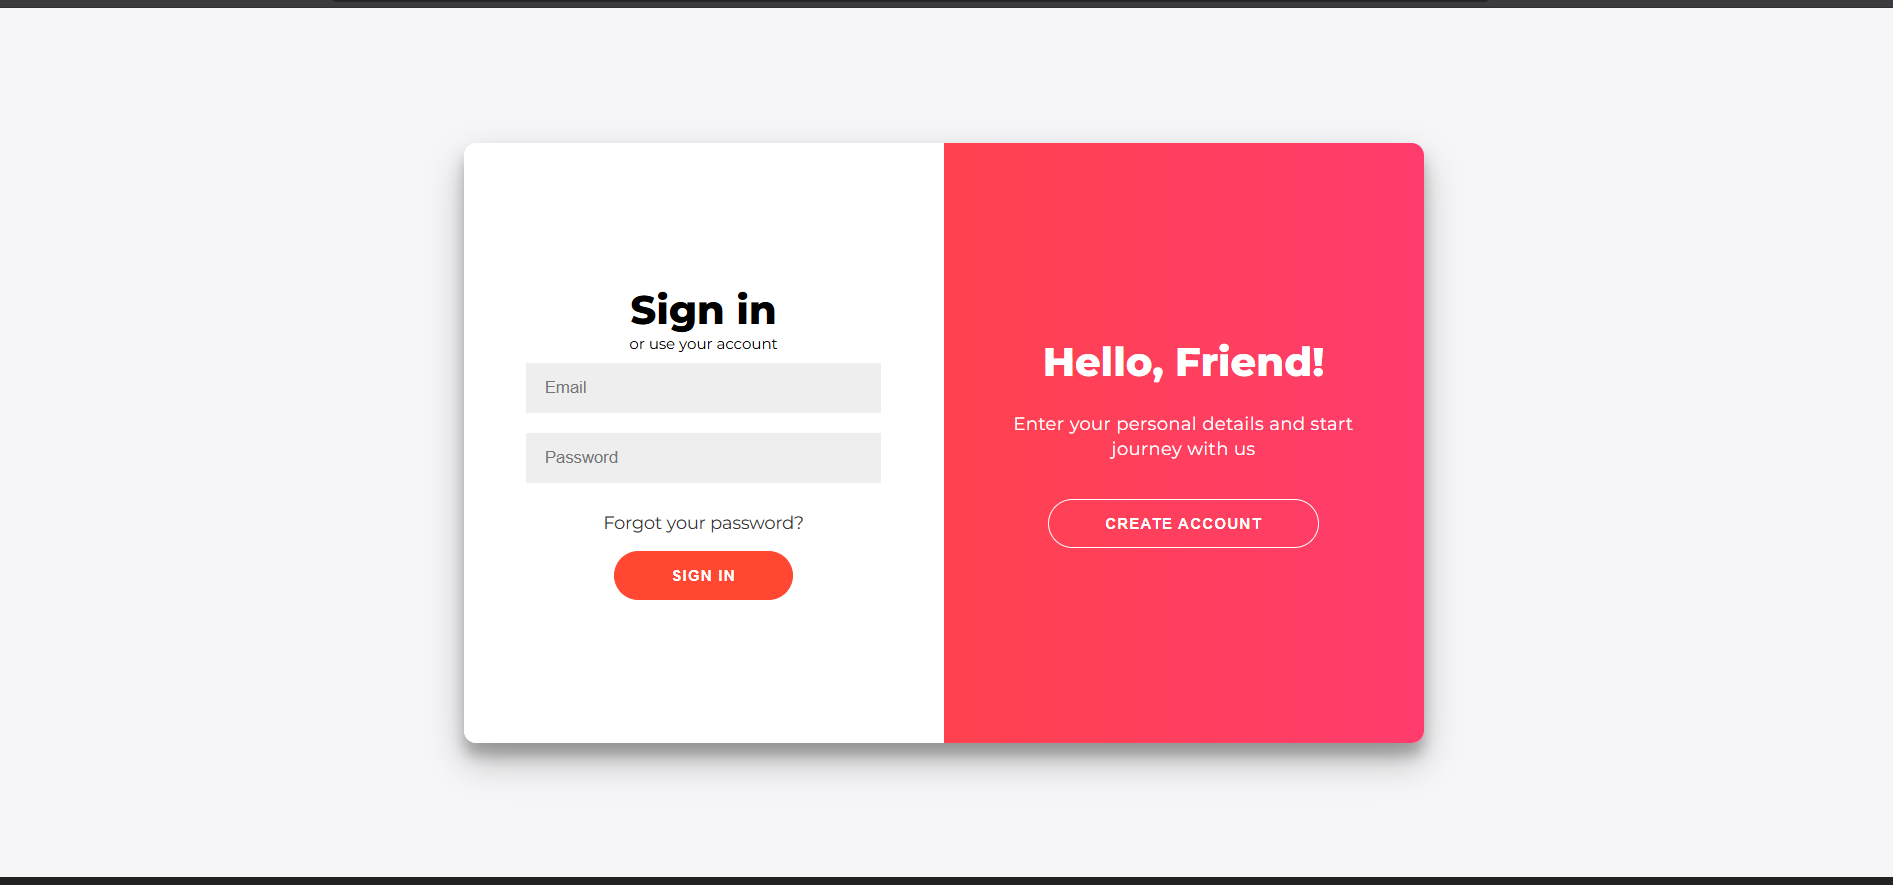 Sign in
or use your account
Email
Password
Forgot your password?
SIGN IN
Hello, Friend!
Enter your personal details and start
journey with us
CREATE ACCOUNT